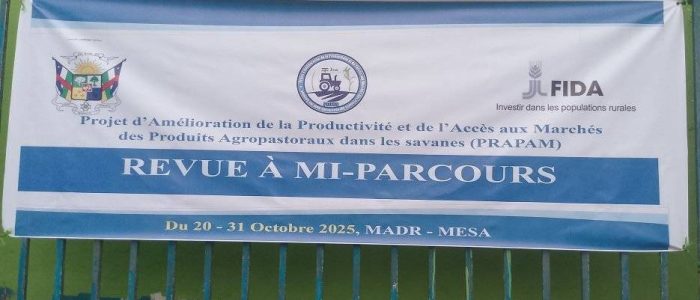 FIDA
Investir dans les populations rurales
Projet d'Amélioration de la Productivité et de l'Accès aux Marchés
des Produits Agropastoraux dans les savanes (PRAPAM)
REVUE À MI-PARCOURS
Du 20 - 31 Octobre 2025, MADR - MESA